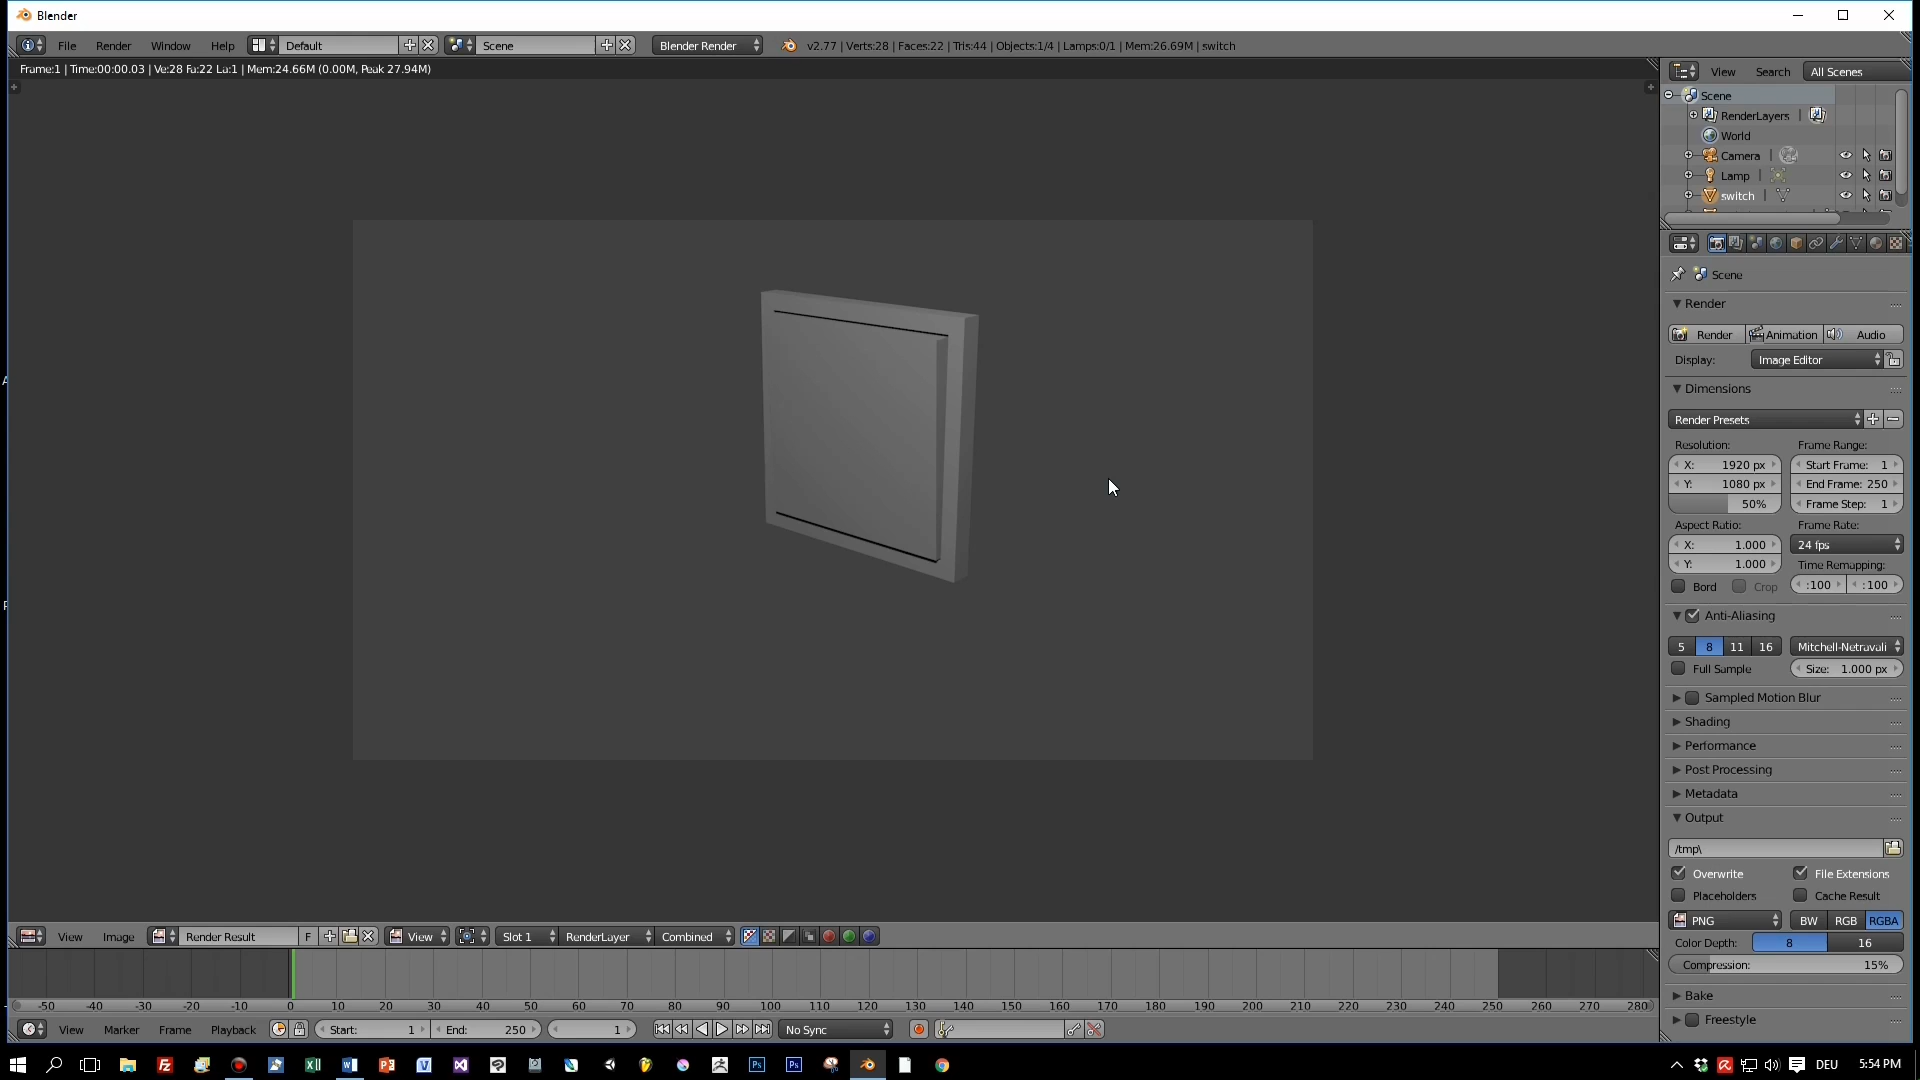 Blender
File Render Window Help Default Scene Blender Render v2.77 | Verts:28 | Faces:22 | Tris:44 | Objects:1/4 | Lamps:0/1 | Mem:26.69M | switch
Frame:1 | Time:00:00.03 | Ve:28 Fa:22 La:1 | Mem:24.66M (0.00M, Peak 27.94M)
View Search All Scenes
Scene
RenderLayers
World
Camera
Lamp
switch
Scene
Render
Render Animation Audio
Display: Image Editor
Dimensions
Render Presets
Resolution: Frame Range:
X: 1920 px Start Frame: 1
Y: 1080 px End Frame: 250
50% Frame Step: 1
Aspect Ratio: Frame Rate:
X: 1.000 24 fps
Y: 1.000 Time Remapping:
Bord Crop :100 :100
Anti-Aliasing
5 8 11 16 Mitchell-Netravali
Full Sample Size: 1.000 px
Sampled Motion Blur
Shading
Performance
Post Processing
Metadata
Output
/tmp\
Overwrite File Extensions
Placeholders Cache Result
PNG BW RGB RGBA
Color Depth: 8 16
Compression: 15%
Bake
Freestyle
View Image Render Result F View Slot 1 RenderLayer Combined
-50 -40 -30 -20 -10 0 10 20 30 40 50 60 70 80 90 100 110 120 130 140 150 160 170 180 190 200 210 220 230 240 250 260 270 280
View Marker Frame Playback Start: 1 End: 250 1 No Sync
DEU 5:54 PM